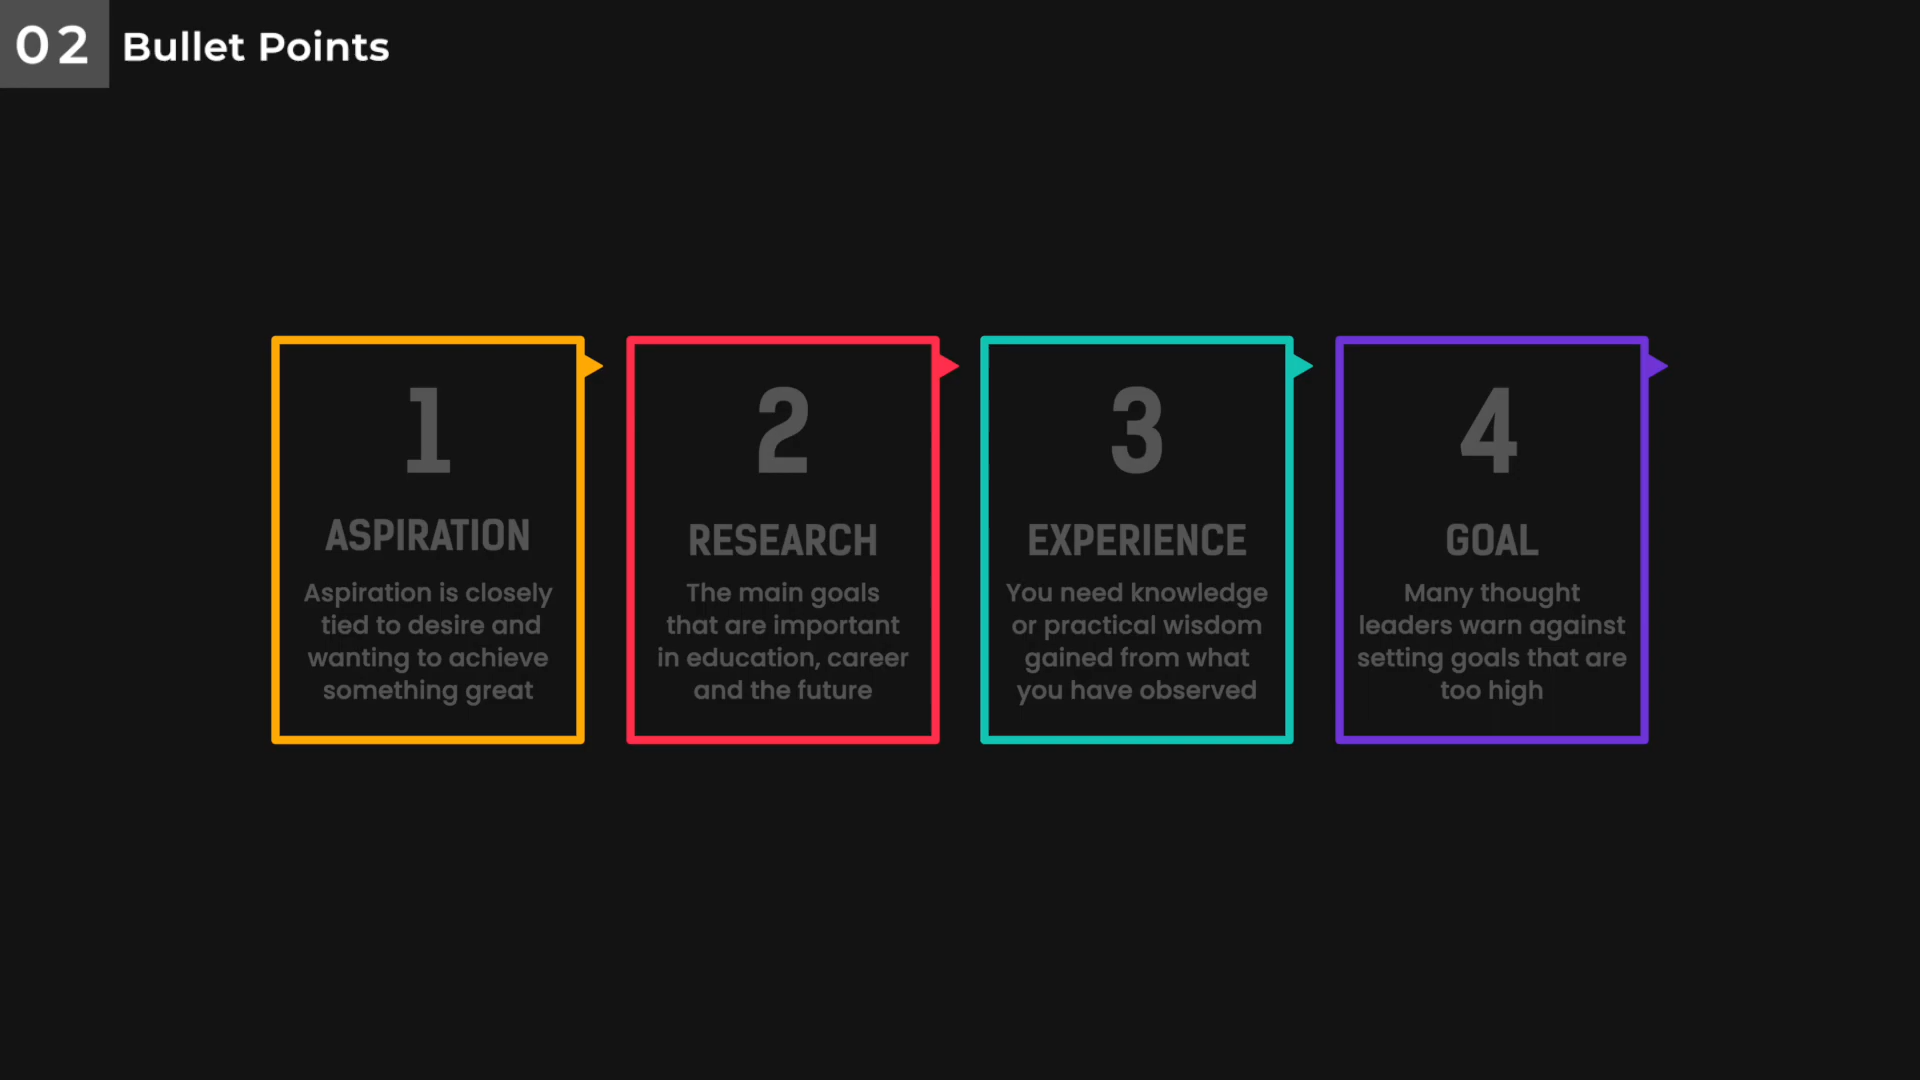 02 Bullet Points
1
ASPIRATION
Aspiration is closely
tied to desire and
wanting to achieve
something great
2
RESEARCH
The main goals
that are important
in education, career
and the future
3
EXPERIENCE
You need knowledge
or practical wisdom
gained from what
you have observed
4
GOAL
Many thought
leaders warn against
setting goals that are
too high